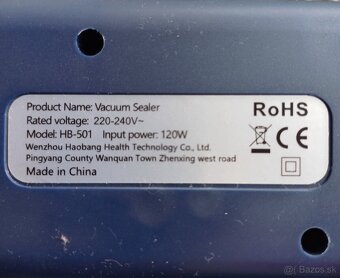 Product Name: Vacuum Sealer
Rated voltage: 220-240V~
Model: HB-501 Input power: 120W
Wenzhou Haobang Health Technology Co., Ltd
Pingyang County Wanquan Town Zhenxing west road
Made in China
RoHS
CE
© Bazos.sk